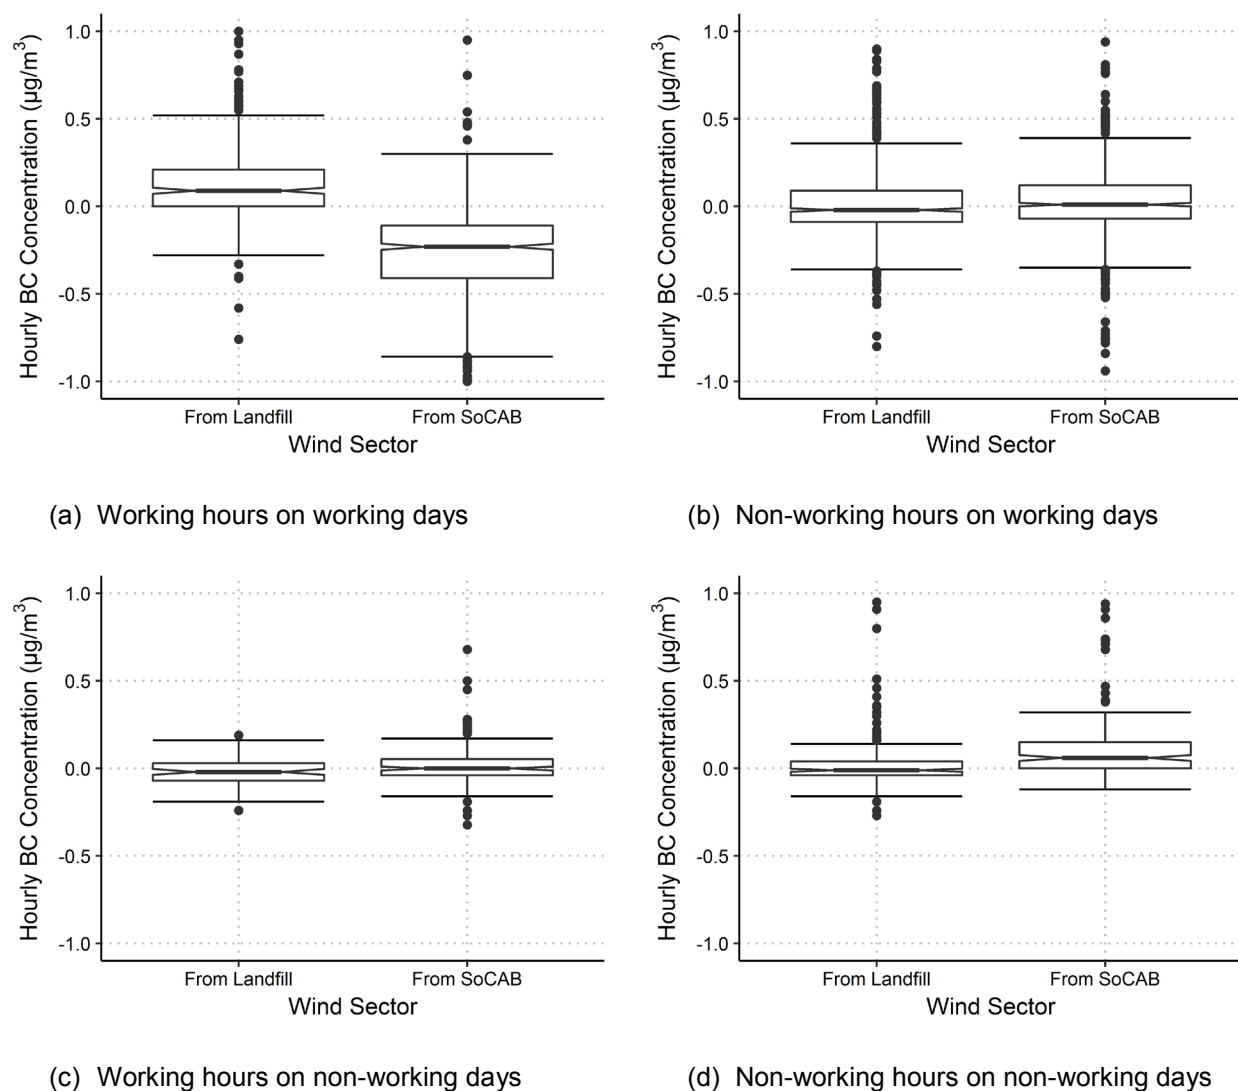 Hourly BC Concentration (µg/m³)
1.0
0.5
0.0
-0.5
-1.0
From Landfill From SoCAB
Wind Sector
(a) Working hours on working days
Hourly BC Concentration (µg/m³)
1.0
0.5
0.0
-0.5
-1.0
From Landfill From SoCAB
Wind Sector
(b) Non-working hours on working days
Hourly BC Concentration (µg/m³)
1.0
0.5
0.0
-0.5
-1.0
From Landfill From SoCAB
Wind Sector
(c) Working hours on non-working days
Hourly BC Concentration (µg/m³)
1.0
0.5
0.0
-0.5
-1.0
From Landfill From SoCAB
Wind Sector
(d) Non-working hours on non-working days